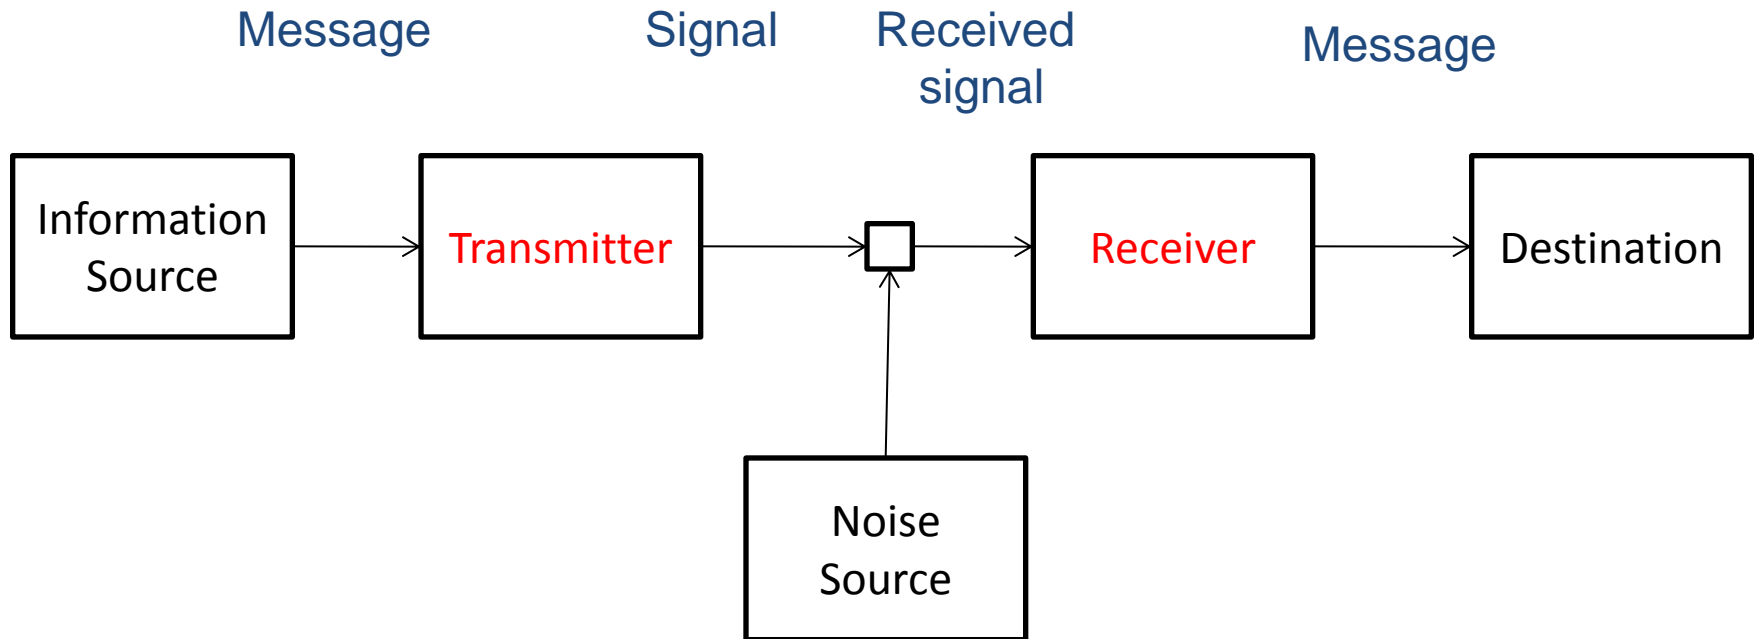 Message
Signal
Received
signal
Message
Information
Source
Transmitter
Receiver
Destination
Noise
Source